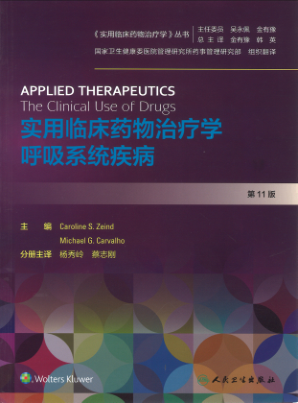 《实用临床药物治疗学》丛书
主任委员 吴永佩 金有豫
总主译 金有豫 韩英
国家卫生健康委医院管理研究所药事管理研究部 组织翻译
APPLIED THERAPEUTICS
The Clinical Use of Drugs
实用临床药物治疗学
呼吸系统疾病
第11版
主编 Caroline S. Zeind
Michael G. Carvalho
分册主译 杨秀岭 蔡志刚
Wolters Kluwer
人民卫生出版社